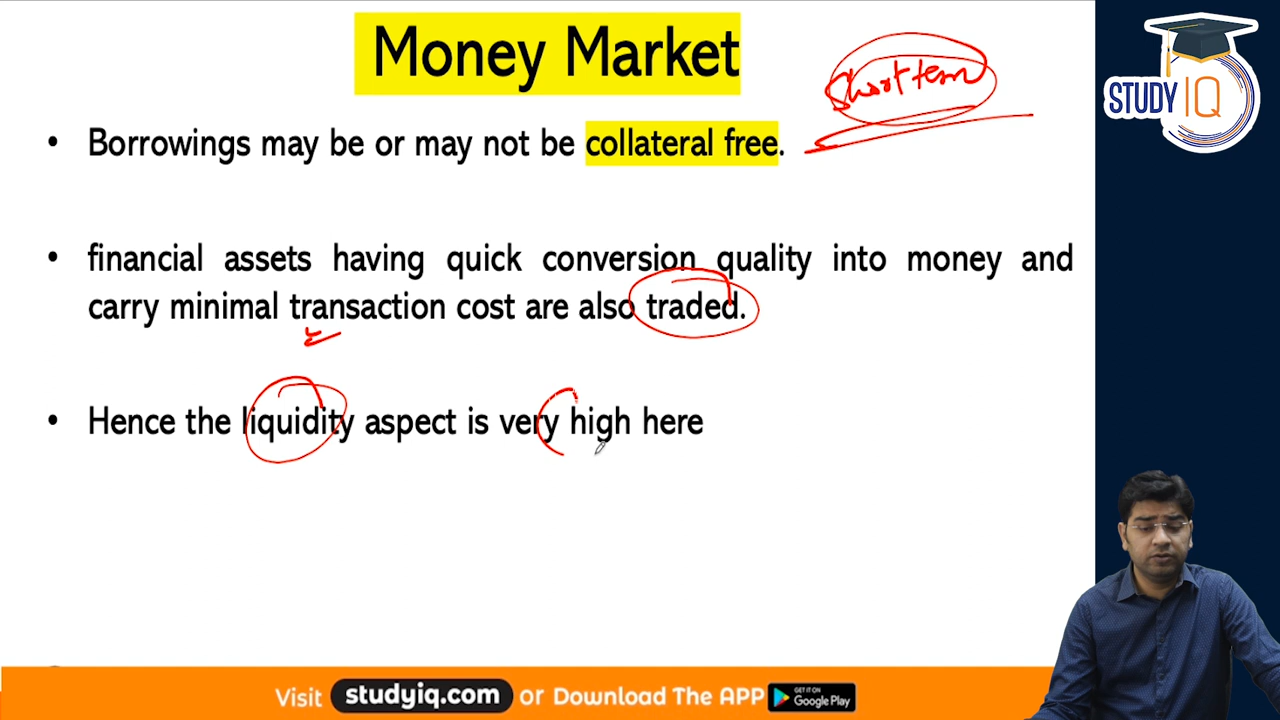 Money Market
Short term
STUDY IQ
• Borrowings may be or may not be collateral free.
• financial assets having quick conversion quality into money and
carry minimal transaction cost are also traded.
• Hence the liquidity aspect is very high here
Visit studyiq.com or Download The APP GET IT ON Google Play